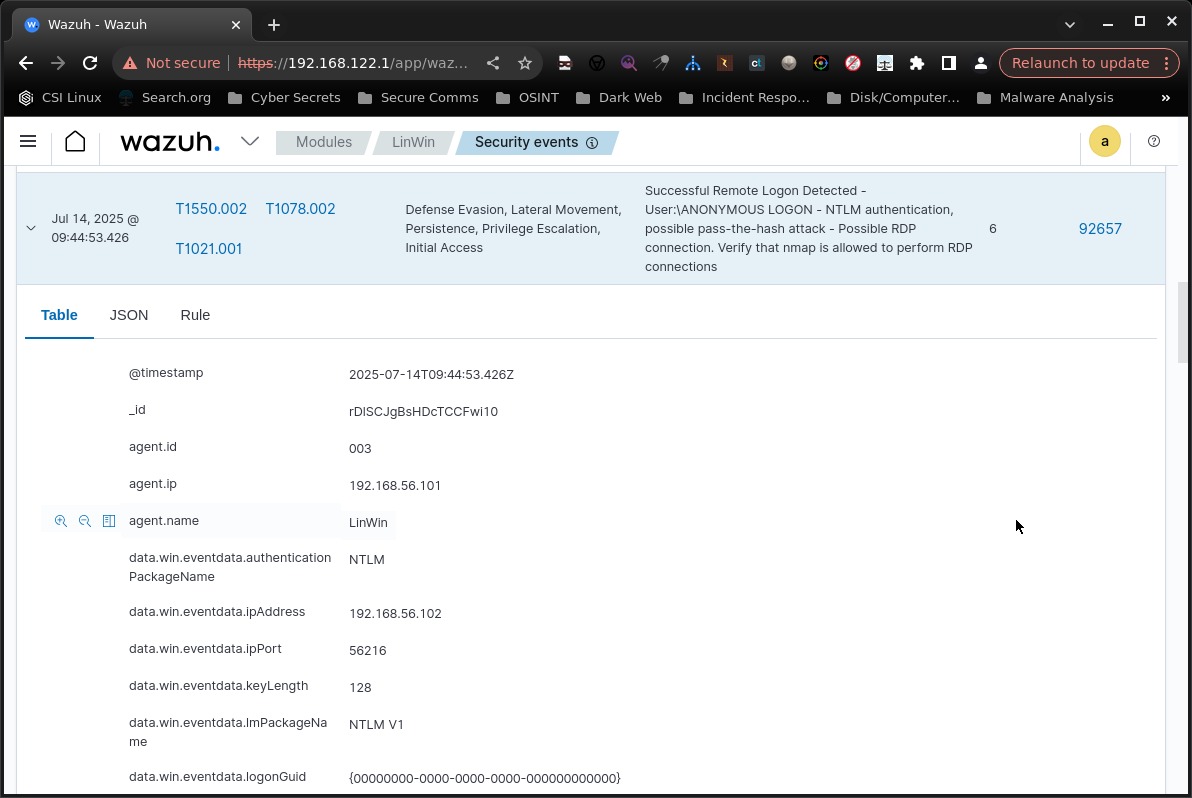 Wazuh - Wazuh
Not secure https://192.168.122.1/app/waz...
Relaunch to update
CSI Linux Search.org Cyber Secrets Secure Comms OSINT Dark Web Incident Respo... Disk/Computer... Malware Analysis »
wazuh. Modules LinWin Security events a
Jul 14, 2025 @
09:44:53.426
T1550.002 T1078.002
T1021.001
Defense Evasion, Lateral Movement,
Persistence, Privilege Escalation,
Initial Access
Successful Remote Logon Detected -
User:\ANONYMOUS LOGON - NTLM authentication,
possible pass-the-hash attack - Possible RDP
connection. Verify that nmap is allowed to perform RDP
connections
6
92657
Table JSON Rule
@timestamp 2025-07-14T09:44:53.426Z
_id rDlSCJgBsHDcTCCFwi10
agent.id 003
agent.ip 192.168.56.101
agent.name LinWin
data.win.eventdata.authentication
PackageName NTLM
data.win.eventdata.ipAddress 192.168.56.102
data.win.eventdata.ipPort 56216
data.win.eventdata.keyLength 128
data.win.eventdata.lmPackageNa
me NTLM V1
data.win.eventdata.logonGuid {00000000-0000-0000-0000-000000000000}